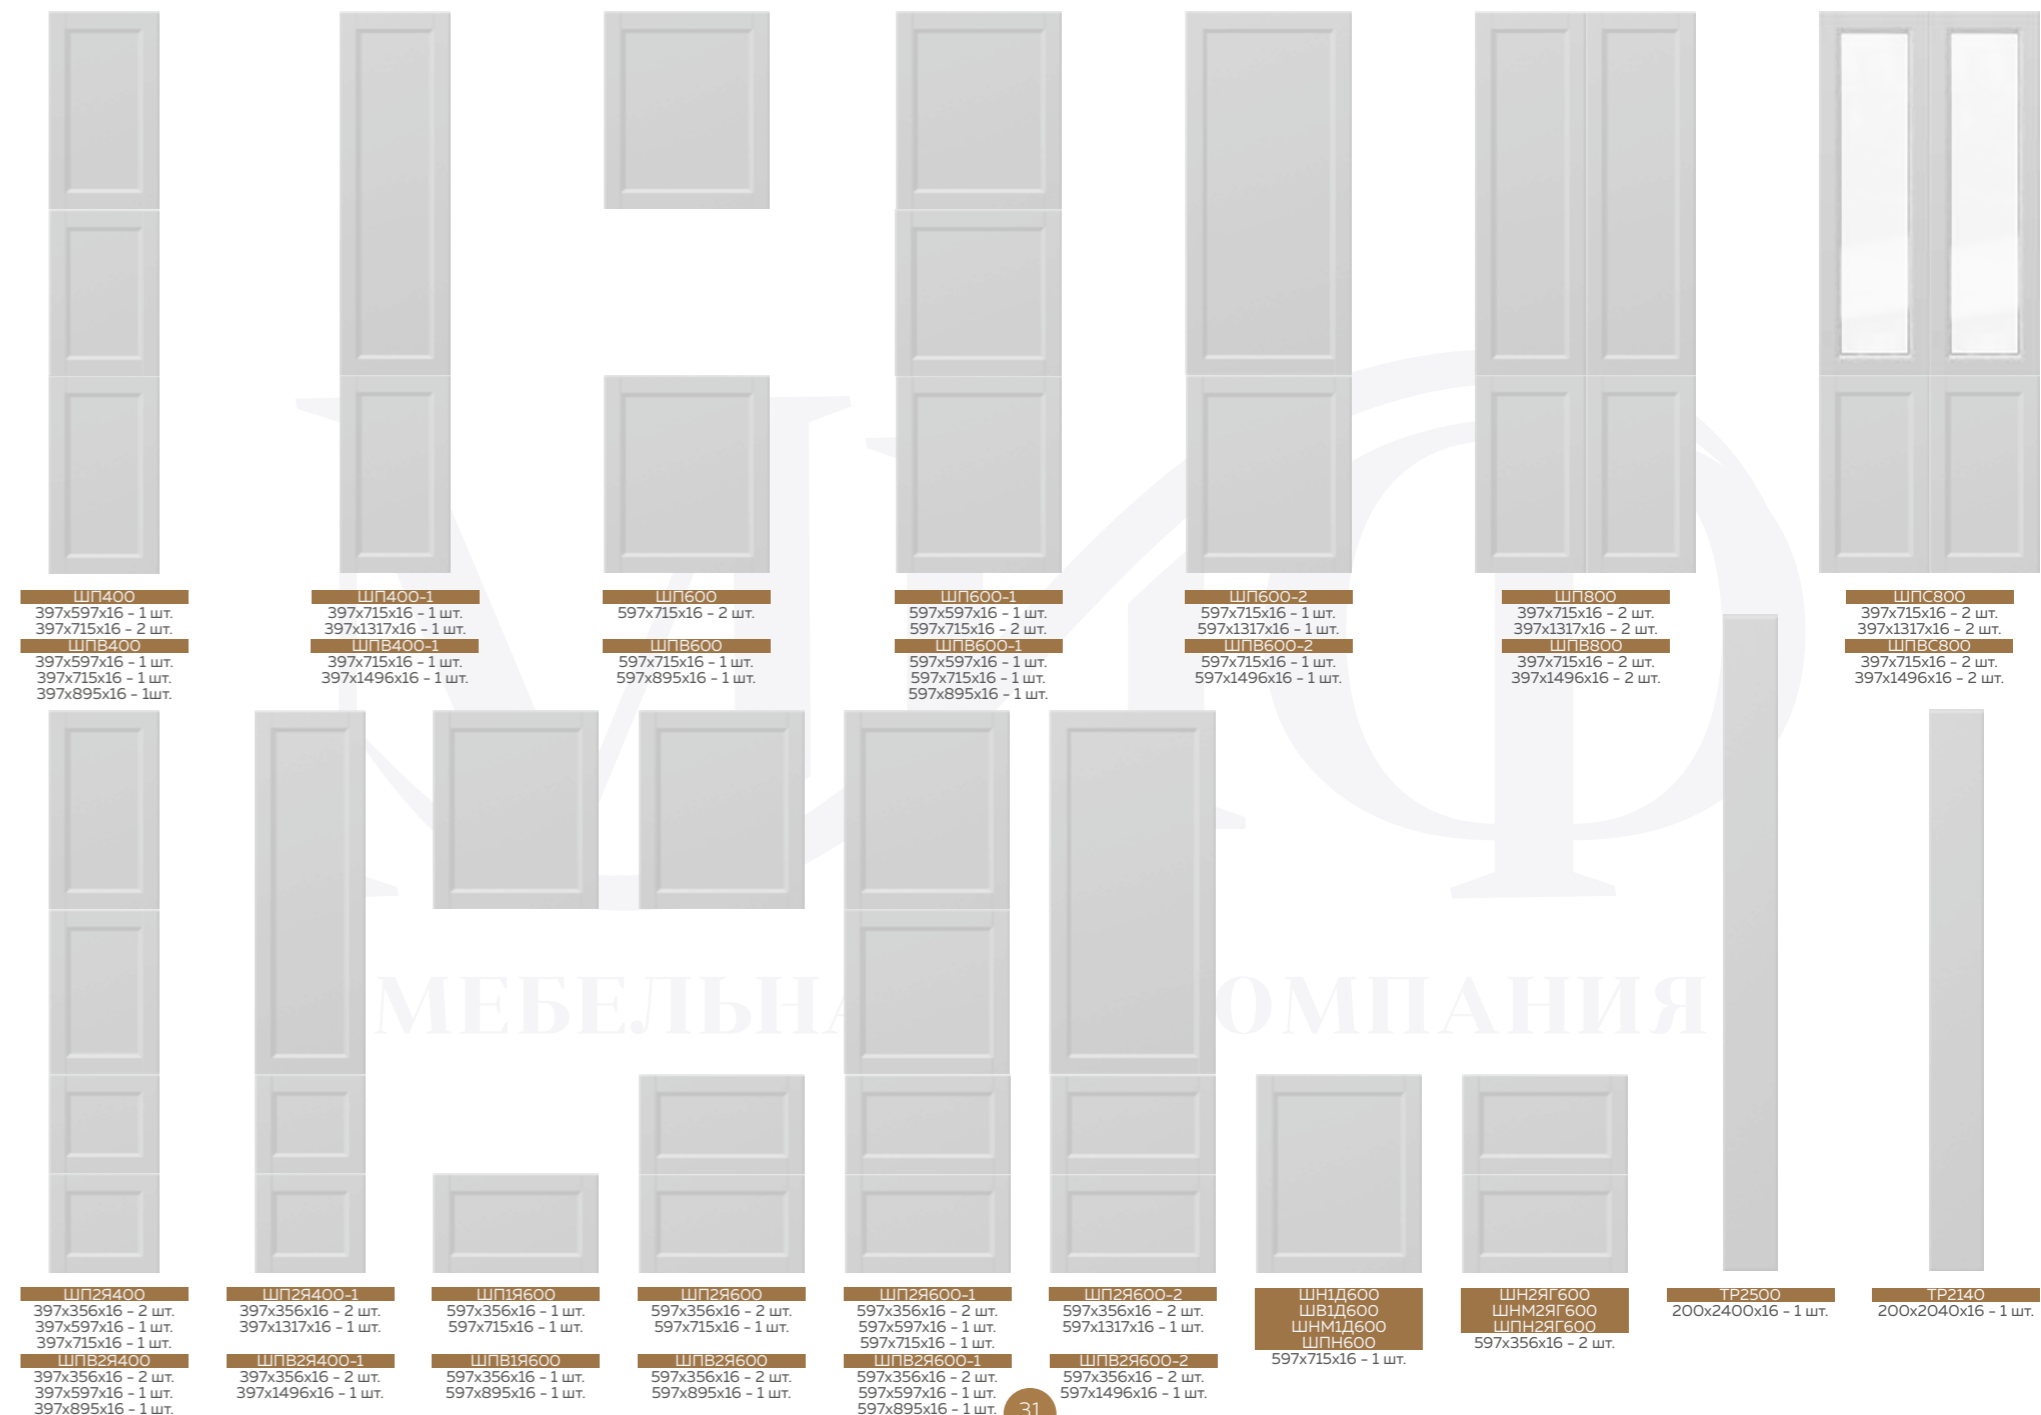 ШП400
397x597x16 - 1 шт.
397x715x16 - 2 шт.
ШПВ400
397x597x16 - 1 шт.
397x715x16 - 1 шт.
397x895x16 - 1шт.
ШП400-1
397x715x16 - 1 шт.
397x1317x16 - 1 шт.
ШПВ400-1
397x715x16 - 1 шт.
397x1496x16 - 1 шт.
ШП600
597x715x16 - 2 шт.
ШПВ600
597x715x16 - 1 шт.
597x895x16 - 1 шт.
ШП600-1
597x597x16 - 1 шт.
597x715x16 - 2 шт.
ШПВ600-1
597x597x16 - 1 шт.
597x715x16 - 1 шт.
597x895x16 - 1 шт.
ШП600-2
597x715x16 - 1 шт.
597x1317x16 - 1 шт.
ШПВ600-2
597x715x16 - 1 шт.
597x1496x16 - 1 шт.
ШП800
397x715x16 - 2 шт.
397x1317x16 - 2 шт.
ШПВ800
397x715x16 - 2 шт.
397x1496x16 - 2 шт.
ШПС800
397x715x16 - 2 шт.
397x1317x16 - 2 шт.
ШПВС800
397x715x16 - 2 шт.
397x1496x16 - 2 шт.
МИФ
МЕБЕЛЬНА ОМПАНИЯ
ШП2Я400
397x356x16 - 2 шт.
397x597x16 - 1 шт.
397x715x16 - 1 шт.
ШПВ2Я400
397x356x16 - 2 шт.
397x597x16 - 1 шт.
397x895x16 - 1 шт.
ШП2Я400-1
397x356x16 - 2 шт.
397x1317x16 - 1 шт.
ШПВ2Я400-1
397x356x16 - 2 шт.
397x1496x16 - 1 шт.
ШП1Я600
597x356x16 - 1 шт.
597x715x16 - 1 шт.
ШПВ1Я600
597x356x16 - 1 шт.
597x895x16 - 1 шт.
ШП2Я600
597x356x16 - 2 шт.
597x715x16 - 1 шт.
ШПВ2Я600
597x356x16 - 2 шт.
597x895x16 - 1 шт.
ШП2Я600-1
597x356x16 - 2 шт.
597x597x16 - 1 шт.
597x715x16 - 1 шт.
ШПВ2Я600-1
597x356x16 - 2 шт.
597x597x16 - 1 шт.
597x895x16 - 1 шт.
ШП2Я600-2
597x356x16 - 2 шт.
597x1317x16 - 1 шт.
ШПВ2Я600-2
597x356x16 - 2 шт.
597x1496x16 - 1 шт.
ШН1Д600
ШВ1Д600
ШНМ1Д600
ШПН600
597x715x16 - 1 шт.
ШН2ЯГ600
ШНМ2ЯГ600
ШПН2ЯГ600
597x356x16 - 2 шт.
ТР2500
200x2400x16 - 1 шт.
ТР2140
200x2040x16 - 1 шт.
31